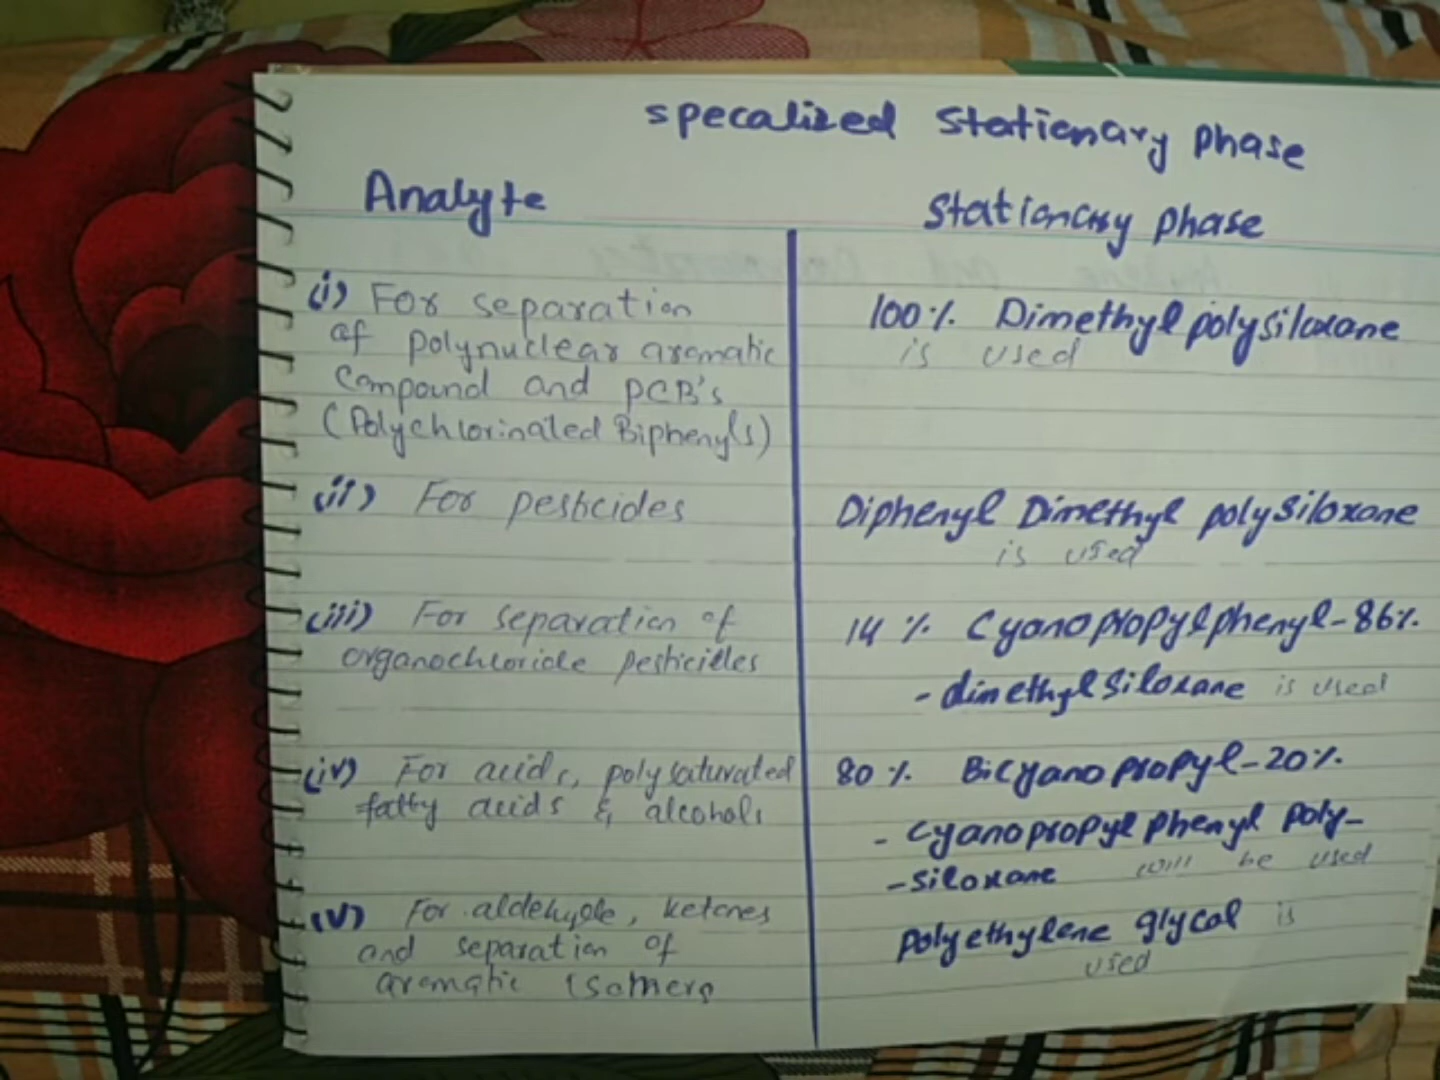 specalized Stationary Phase
Analyte
Stationary Phase
(i) For separation
of polynuclear aromatic
Compound and PCB's
(Polychlorinated Biphenyls)
100% Dimethyl polysiloxane
is used
(ii) For pesticides
Diphenyl Dimethyl polysiloxane
is used
(iii) For separation of
organochloride pesticides
14 % Cyanopropylphenyl-86%
-dimethylsiloxane is used
(iv) For acids, polysaturated
fatty acids & alcohols
80 % Bicyanopropyl-20%
- Cyanopropyl phenyl poly-
-siloxane will be used
(v) For aldehyde, ketones
and separation of
aromatic isomers
polyethylene glycol is
used